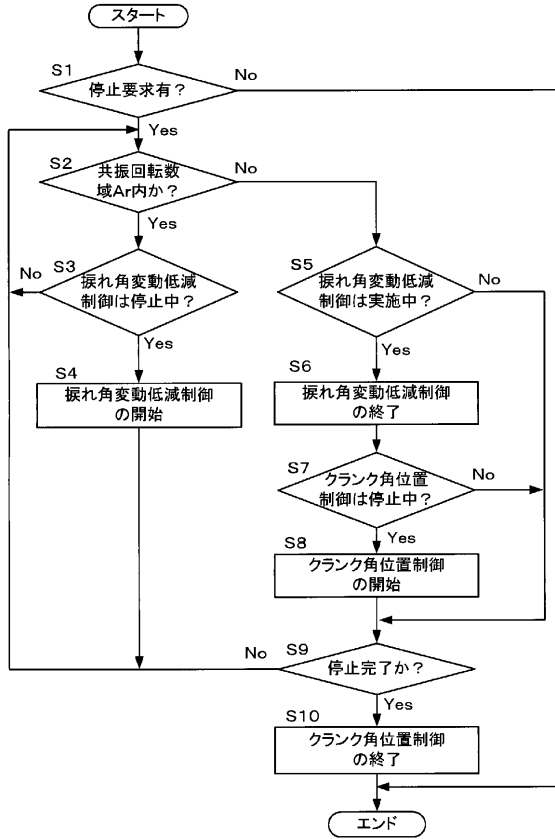 スタート
S1
停止要求有？
No
Yes
S2
共振回転数
域Ar内か？
No
Yes
S3
No
捩れ角変動低減
制御は停止中？
Yes
S4
捩れ角変動低減制御
の開始
S5
捩れ角変動低減
制御は実施中？
No
Yes
S6
捩れ角変動低減制御
の終了
S7
クランク角位置
制御は停止中？
No
Yes
S8
クランク角位置制御
の開始
S9
No
停止完了か？
Yes
S10
クランク角位置制御
の終了
エンド